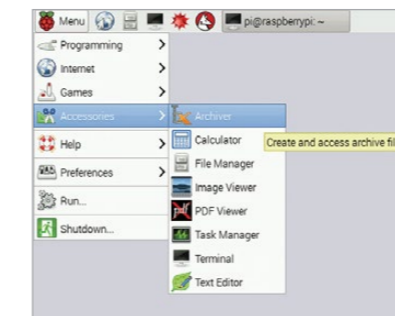 Menu
pi@raspberrypi: ~
Programming
Internet
Games
Accessories
Help
Preferences
Run...
Shutdown...
Archiver
Calculator
File Manager
Image Viewer
PDF Viewer
Task Manager
Terminal
Text Editor
Create and access archive fil